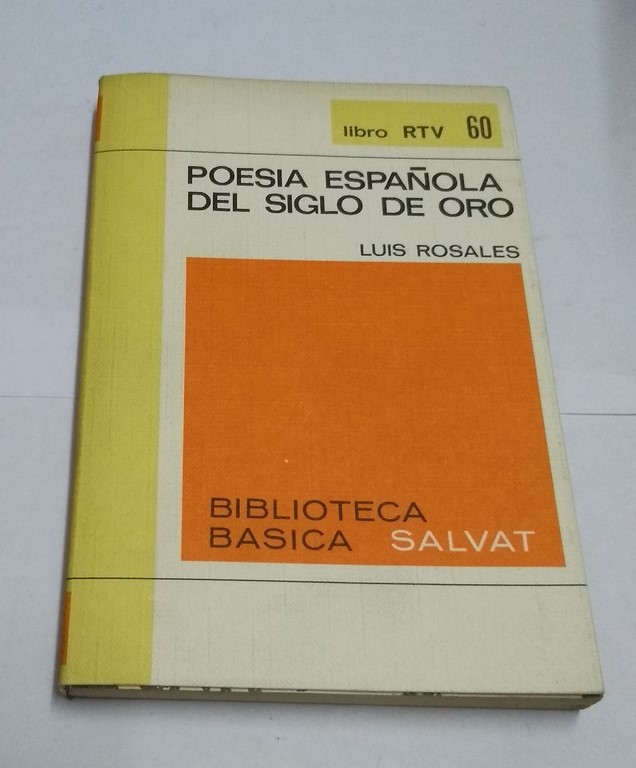 libro RTV 60
POESIA ESPAÑOLA
DEL SIGLO DE ORO
LUIS ROSALES
BIBLIOTECA
BASICA SALVAT